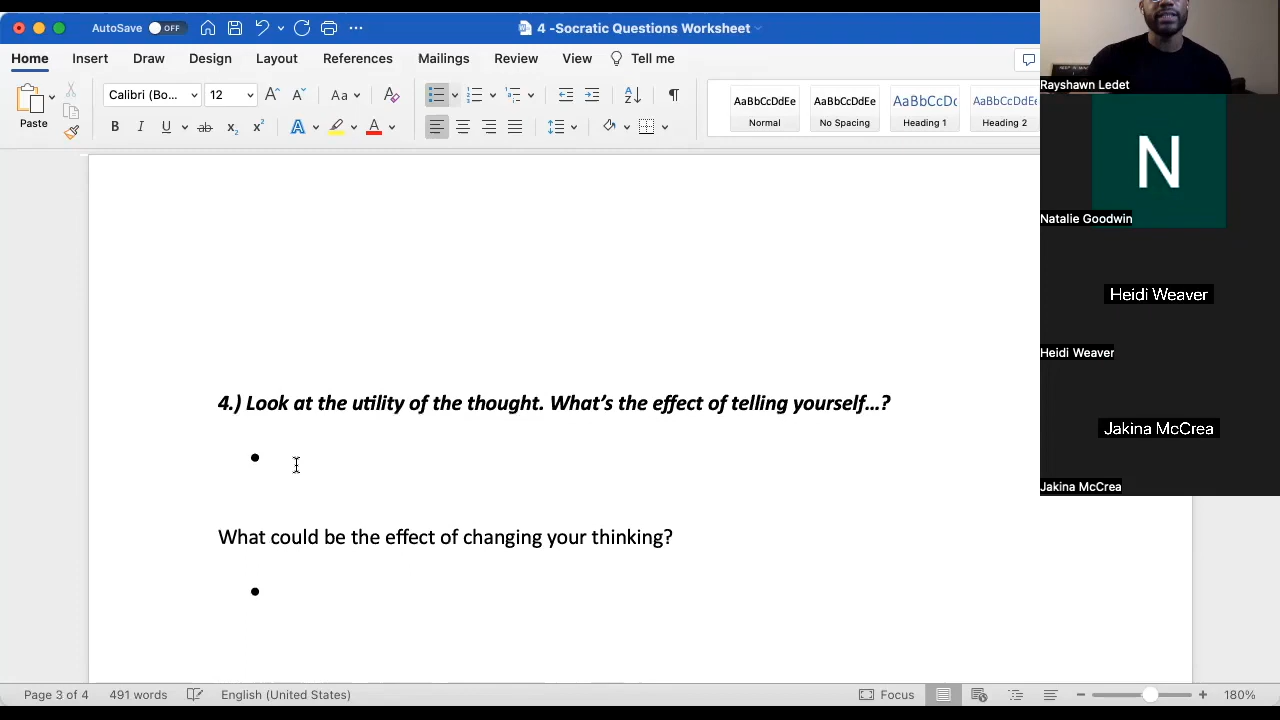 AutoSave OFF
4 -Socratic Questions Worksheet
Home Insert Draw Design Layout References Mailings Review View Tell me
Paste
Calibri (Bo... 12
AaBbCcDdEe AaBbCcDdEe AaBbCcDc AaBbCcDdEe
Normal No Spacing Heading 1 Heading 2
Rayshawn Ledet
N
Natalie Goodwin
Heidi Weaver
Heidi Weaver
Jakina McCrea
Jakina McCrea
4.) Look at the utility of the thought. What's the effect of telling yourself...?
What could be the effect of changing your thinking?
Page 3 of 4 491 words English (United States) Focus 180%